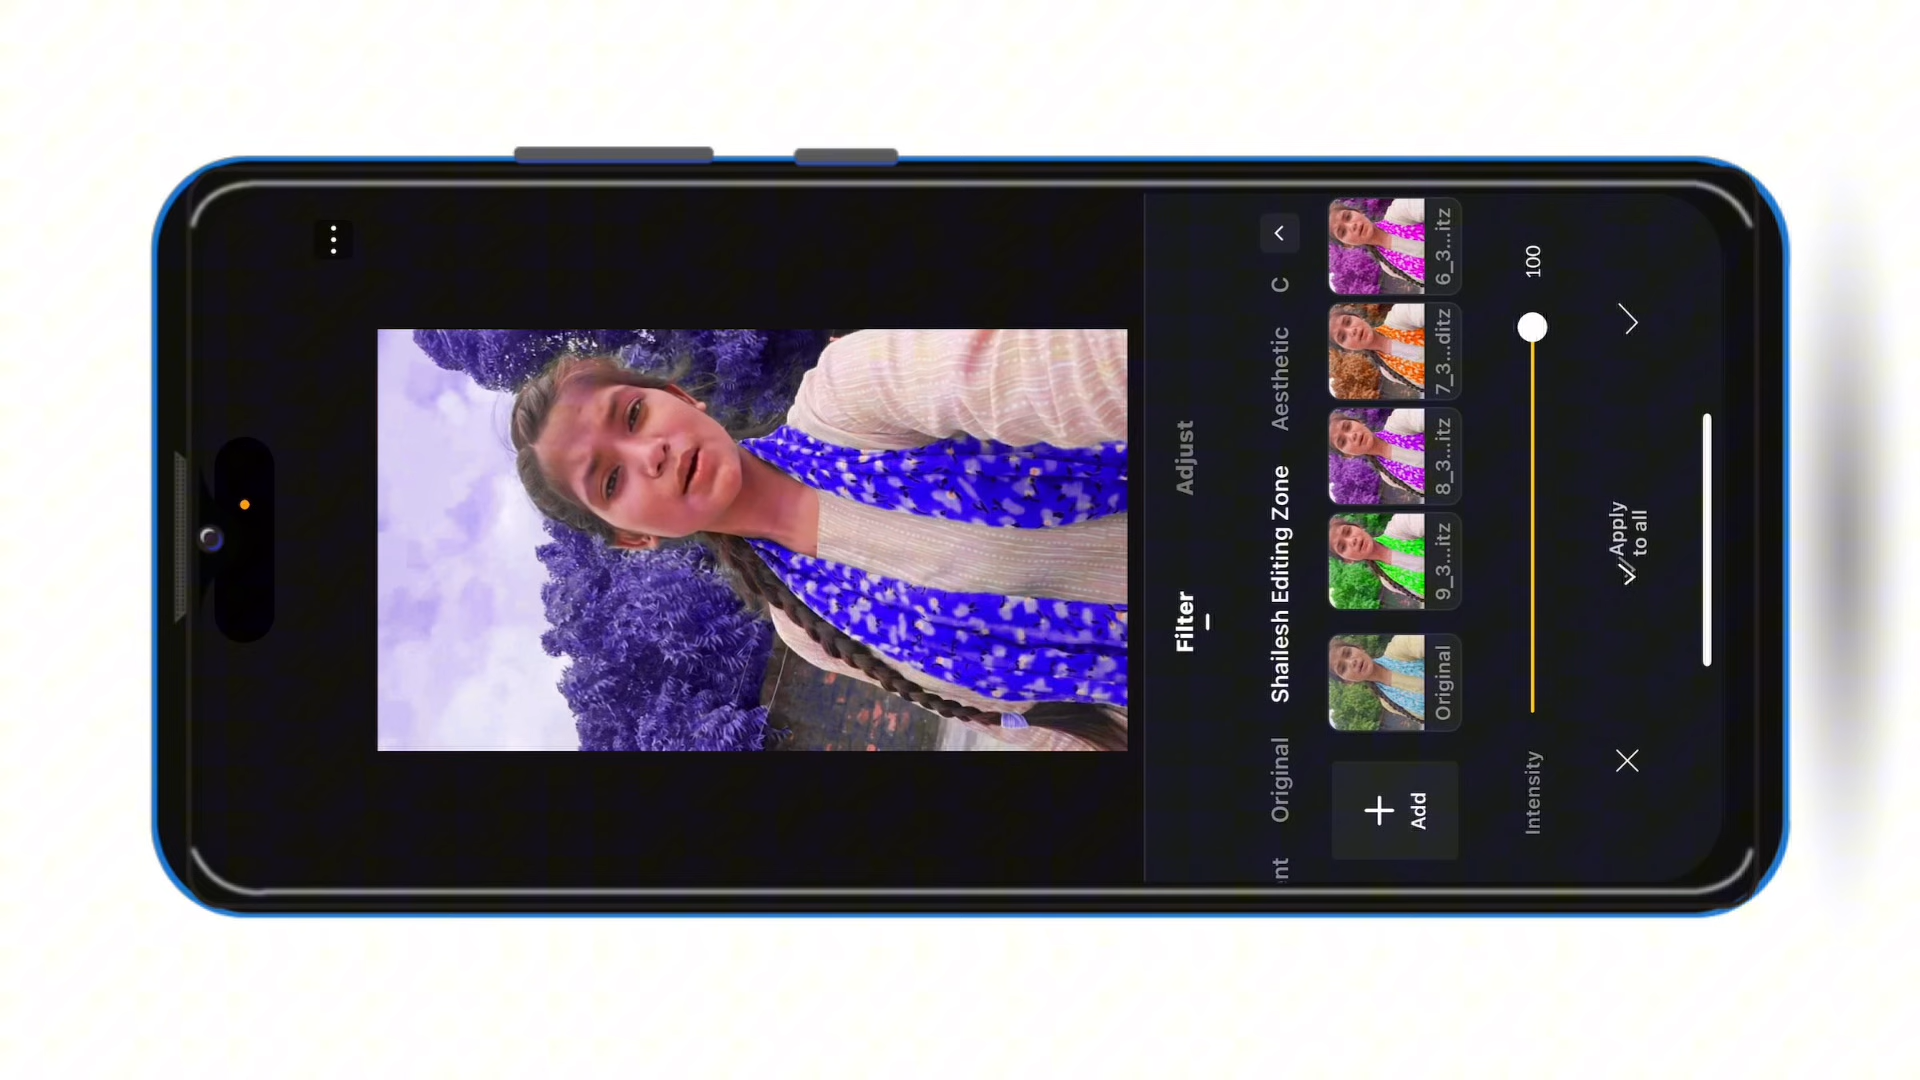 Filter
Adjust
nt
Original
Shailesh Editing Zone
Aesthetic
C
Add
Original
9_3...itz
8_3...itz
7_3...ditz
6_3...itz
Intensity
100
Apply
to all